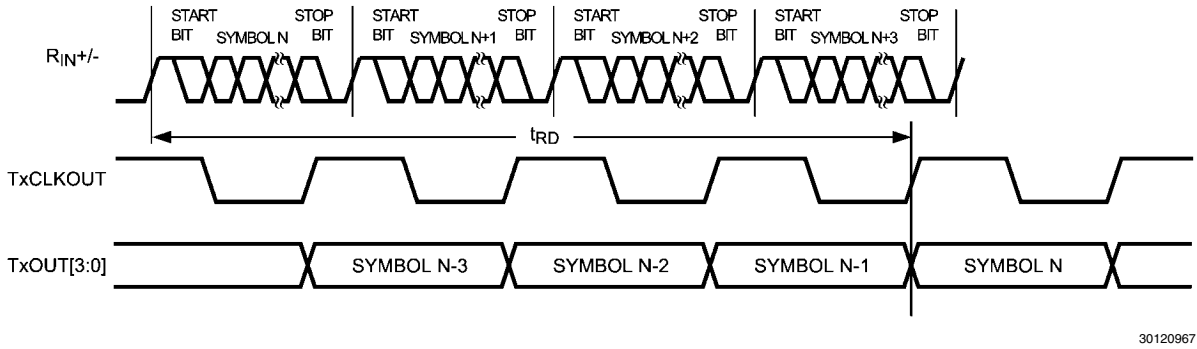 START STOP START STOP START STOP START STOP
BIT SYMBOL N BIT BIT SYMBOL N+1 BIT BIT SYMBOL N+2 BIT BIT SYMBOL N+3 BIT
RIN+/-
tRD
TxCLKOUT
TxOUT[3:0] SYMBOL N-3 SYMBOL N-2 SYMBOL N-1 SYMBOL N
30120967